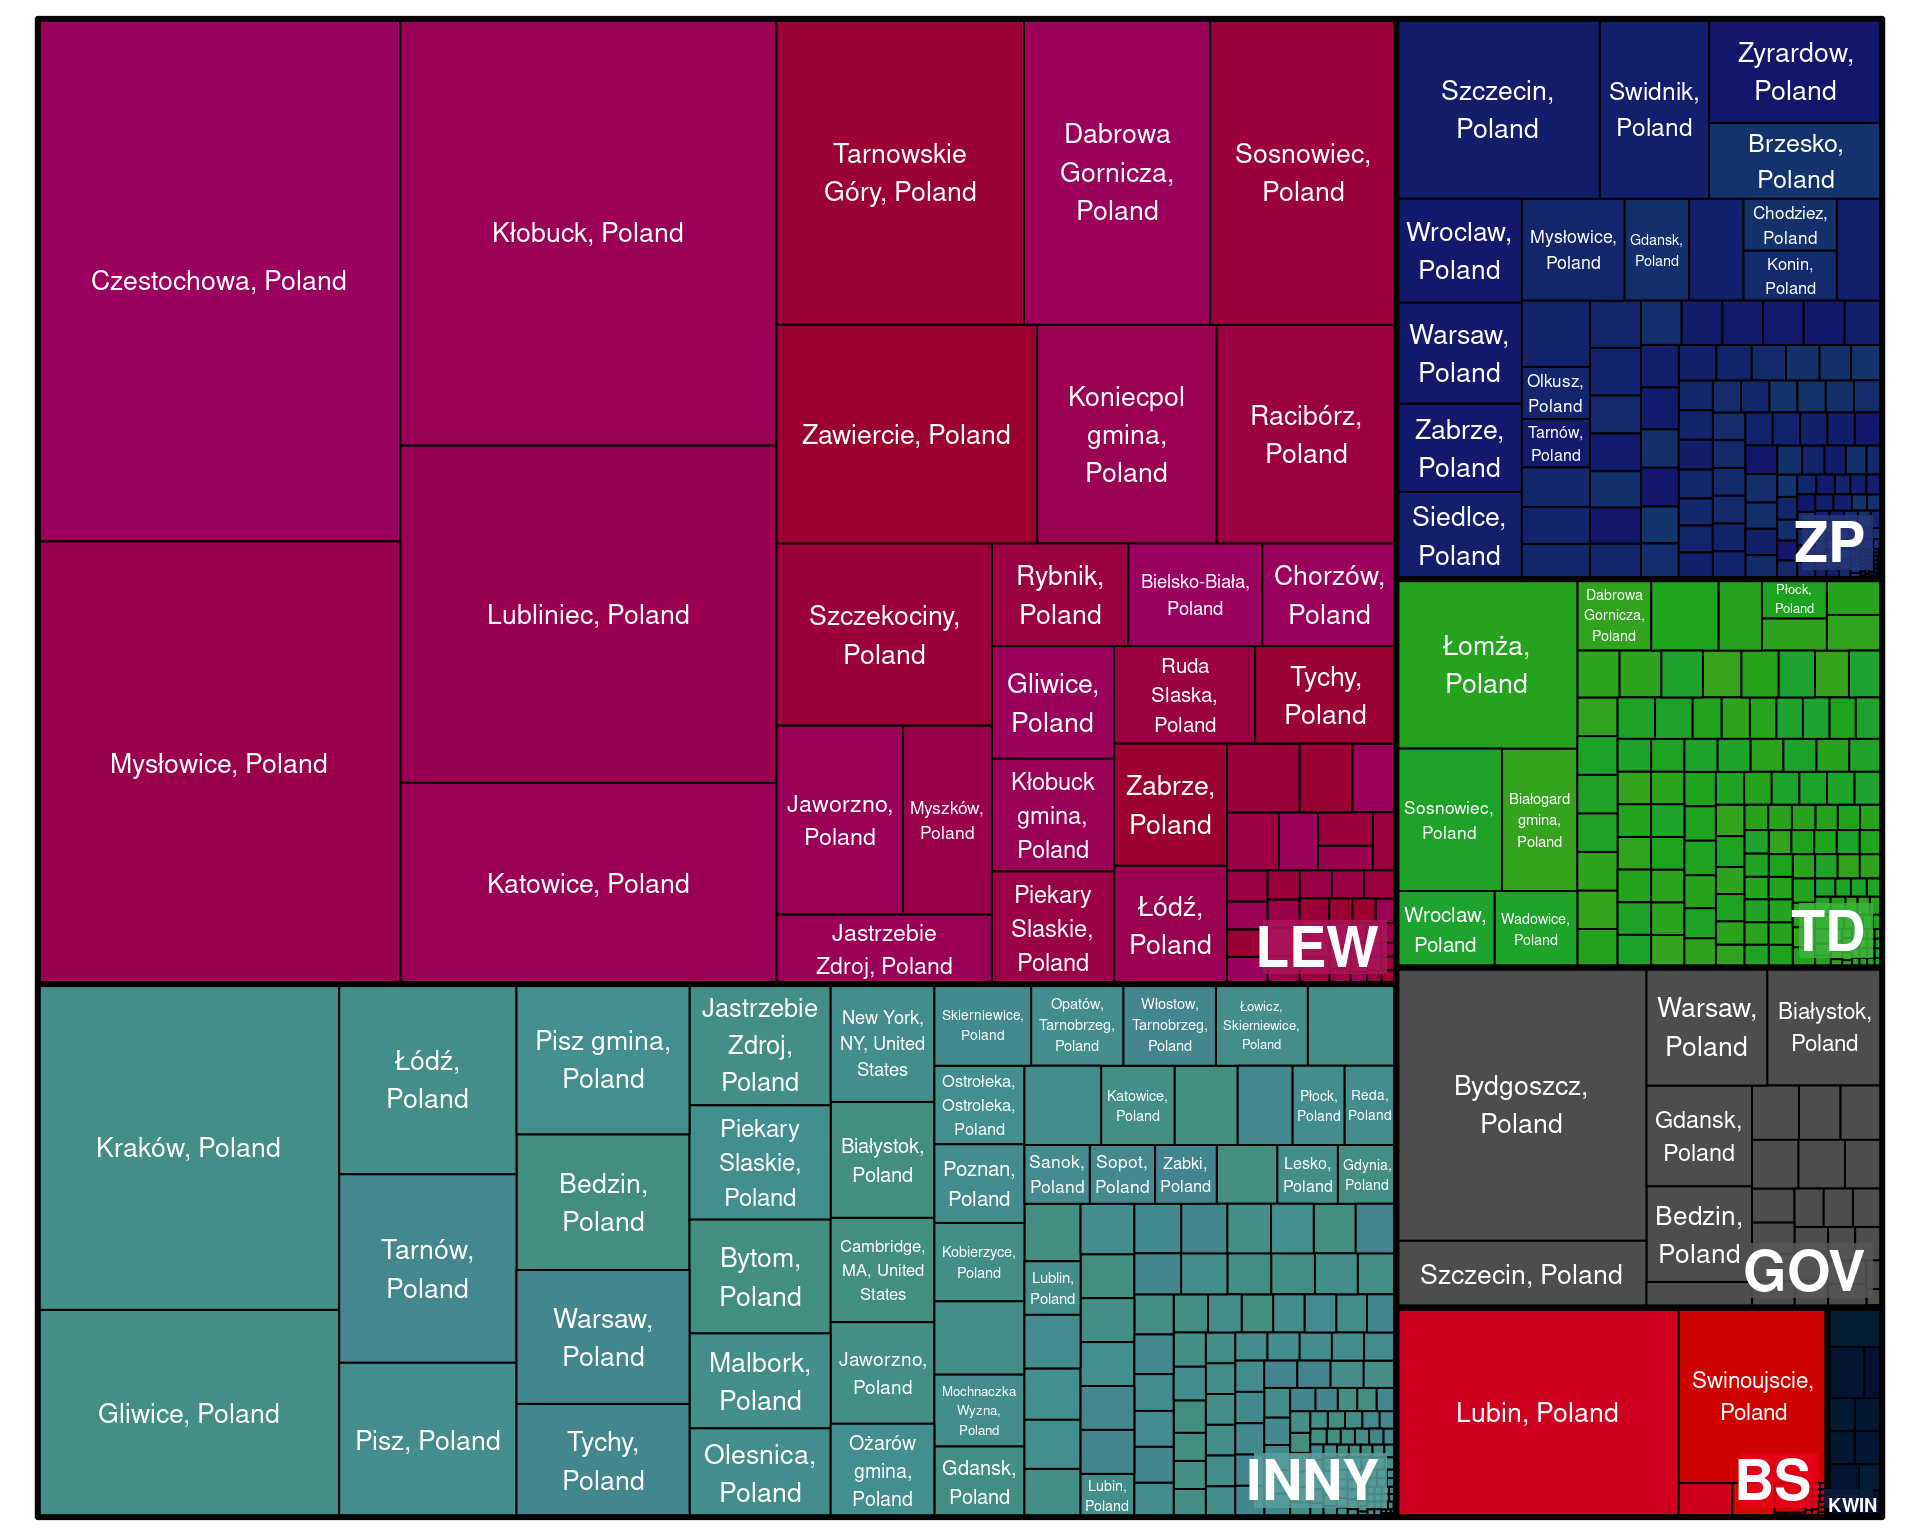 Czestochowa, Poland
Mysłowice, Poland
Kłobuck, Poland
Lubliniec, Poland
Katowice, Poland
Tarnowskie
Góry, Poland
Dabrowa
Gornicza,
Poland
Sosnowiec,
Poland
Zawiercie, Poland
Koniecpol
gmina,
Poland
Racibórz,
Poland
Szczekociny,
Poland
Jaworzno,
Poland
Myszków,
Poland
Jastrzebie
Zdroj, Poland
Rybnik,
Poland
Bielsko-Biała,
Poland
Chorzów,
Poland
Gliwice,
Poland
Kłobuck
gmina,
Poland
Piekary
Slaskie,
Poland
Ruda
Slaska,
Poland
Tychy,
Poland
Zabrze,
Poland
Łódź,
Poland
LEW
Szczecin,
Poland
Swidnik,
Poland
Zyrardow,
Poland
Brzesko,
Poland
Wroclaw,
Poland
Warsaw,
Poland
Zabrze,
Poland
Siedlce,
Poland
Mysłowice,
Poland
Gdansk,
Poland
Chodziez,
Poland
Konin,
Poland
Olkusz,
Poland
Tarnów,
Poland
ZP
Łomża,
Poland
Sosnowiec,
Poland
Białogard
gmina,
Poland
Wroclaw,
Poland
Wadowice,
Poland
Dabrowa
Gornicza,
Poland
Płock,
Poland
TD
Bydgoszcz,
Poland
Szczecin, Poland
Warsaw,
Poland
Białystok,
Poland
Gdansk,
Poland
Bedzin,
Poland
GOV
Lubin, Poland
Swinoujscie,
Poland
BS
KWIN
Kraków, Poland
Gliwice, Poland
Łódź,
Poland
Tarnów,
Poland
Pisz, Poland
Pisz gmina,
Poland
Bedzin,
Poland
Warsaw,
Poland
Tychy,
Poland
Jastrzebie
Zdroj,
Poland
Piekary
Slaskie,
Poland
Bytom,
Poland
Malbork,
Poland
Olesnica,
Poland
New York,
NY, United
States
Białystok,
Poland
Cambridge,
MA, United
States
Jaworzno,
Poland
Ożarów
gmina,
Poland
Skierniewice,
Poland
Opatów,
Tarnobrzeg,
Poland
Włostow,
Tarnobrzeg,
Poland
Łowicz,
Skierniewice,
Poland
Ostrołeka,
Ostroleka,
Poland
Poznan,
Poland
Kobierzyce,
Poland
Mochnaczka
Wyzna,
Poland
Gdansk,
Poland
Katowice,
Poland
Płock,
Poland
Reda,
Poland
Sanok,
Poland
Sopot,
Poland
Zabki,
Poland
Lesko,
Poland
Gdynia,
Poland
Lublin,
Poland
Lubin,
Poland
INNY